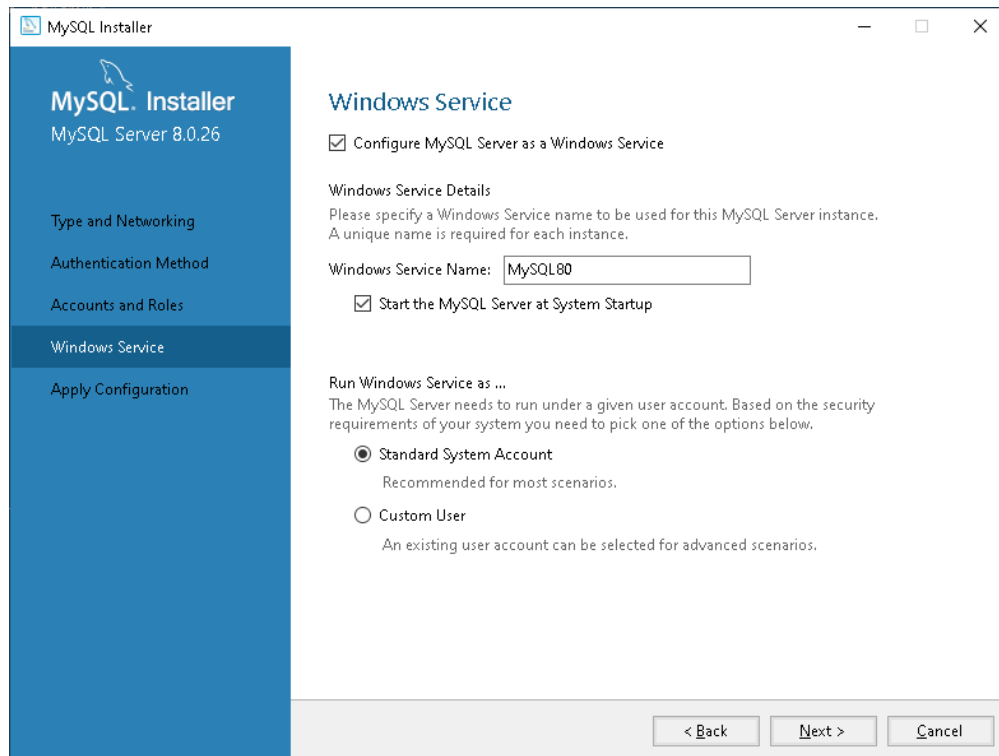 MySQL Installer
MySQL. Installer
MySQL Server 8.0.26
Type and Networking
Authentication Method
Accounts and Roles
Windows Service
Apply Configuration
Windows Service
Configure MySQL Server as a Windows Service
Windows Service Details
Please specify a Windows Service name to be used for this MySQL Server instance.
A unique name is required for each instance.
Windows Service Name: MySQL80
Start the MySQL Server at System Startup
Run Windows Service as ...
The MySQL Server needs to run under a given user account. Based on the security
requirements of your system you need to pick one of the options below.
Standard System Account
Recommended for most scenarios.
Custom User
An existing user account can be selected for advanced scenarios.
< Back Next > Cancel